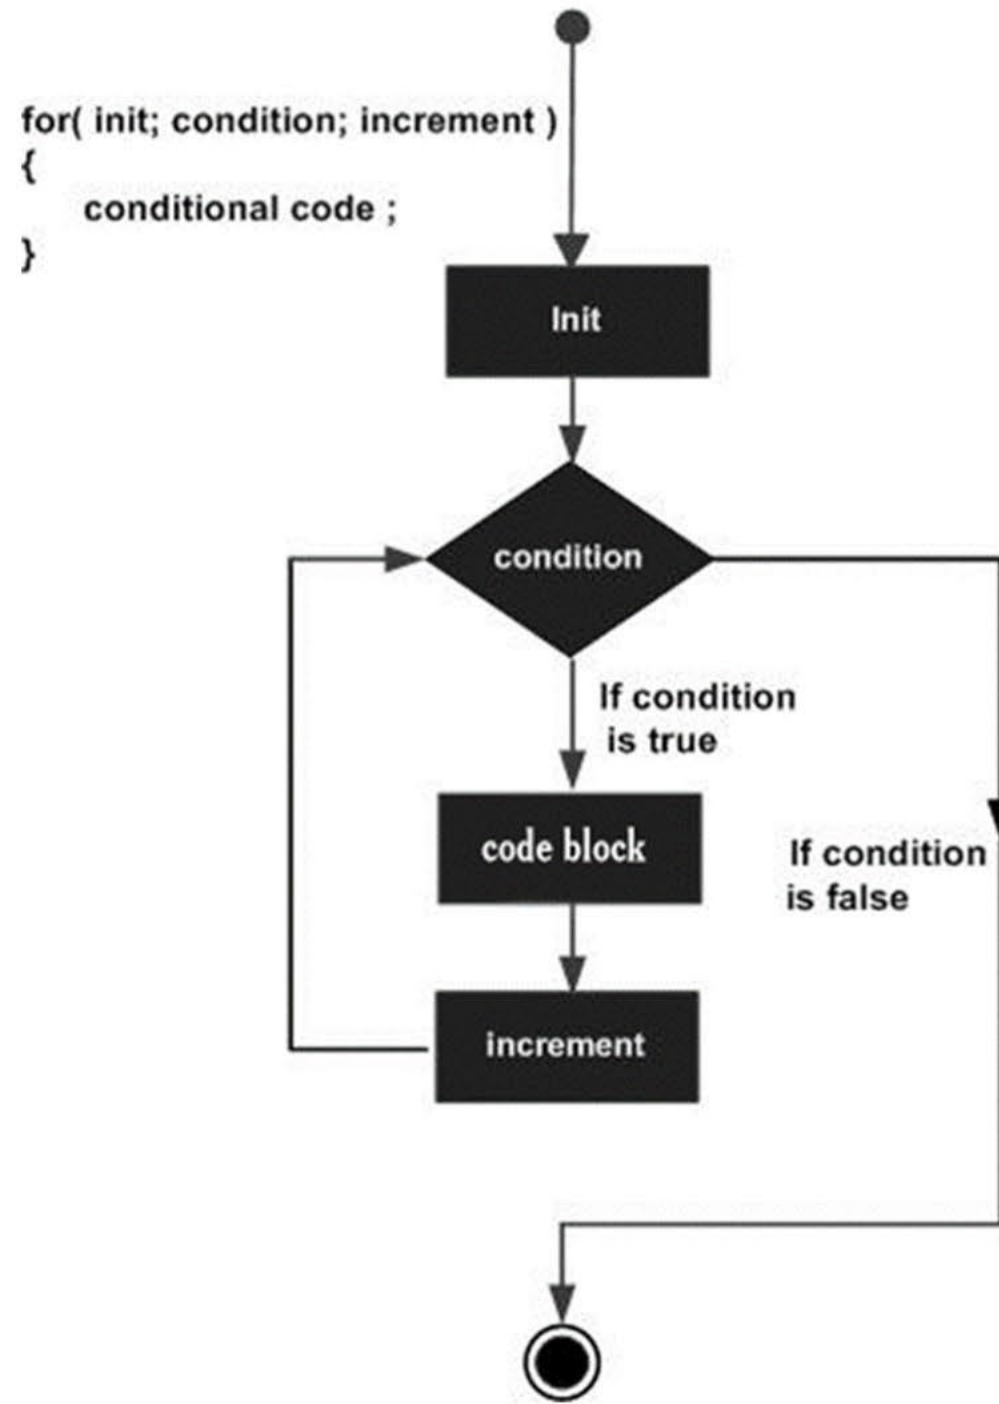 for( init; condition; increment )
{
conditional code ;
}
Init
condition
If condition
is true
code block
If condition
is false
increment